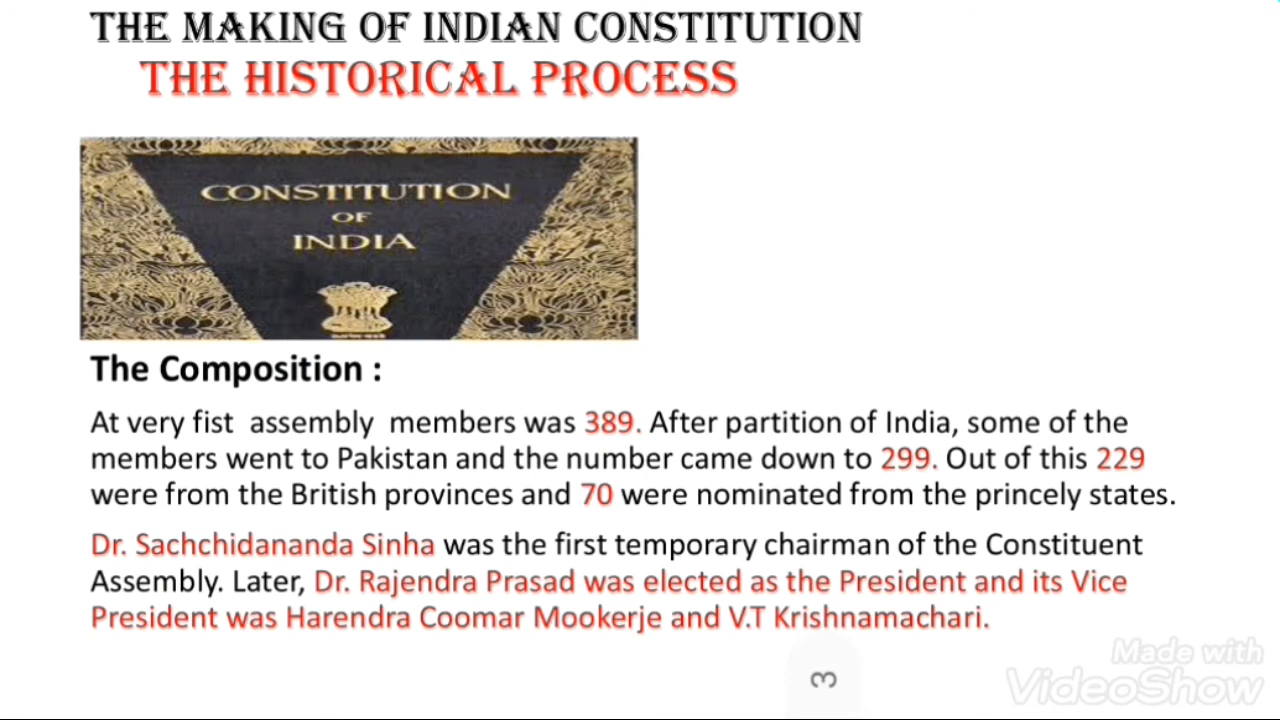 THE MAKING OF INDIAN CONSTITUTION
THE HISTORICAL PROCESS
CONSTITUTION
OF
INDIA
The Composition :
At very fist assembly members was 389. After partition of India, some of the
members went to Pakistan and the number came down to 299. Out of this 229
were from the British provinces and 70 were nominated from the princely states.
Dr. Sachchidananda Sinha was the first temporary chairman of the Constituent
Assembly. Later, Dr. Rajendra Prasad was elected as the President and its Vice
President was Harendra Coomar Mookerje and V.T Krishnamachari.
3
Made with
VideoShow